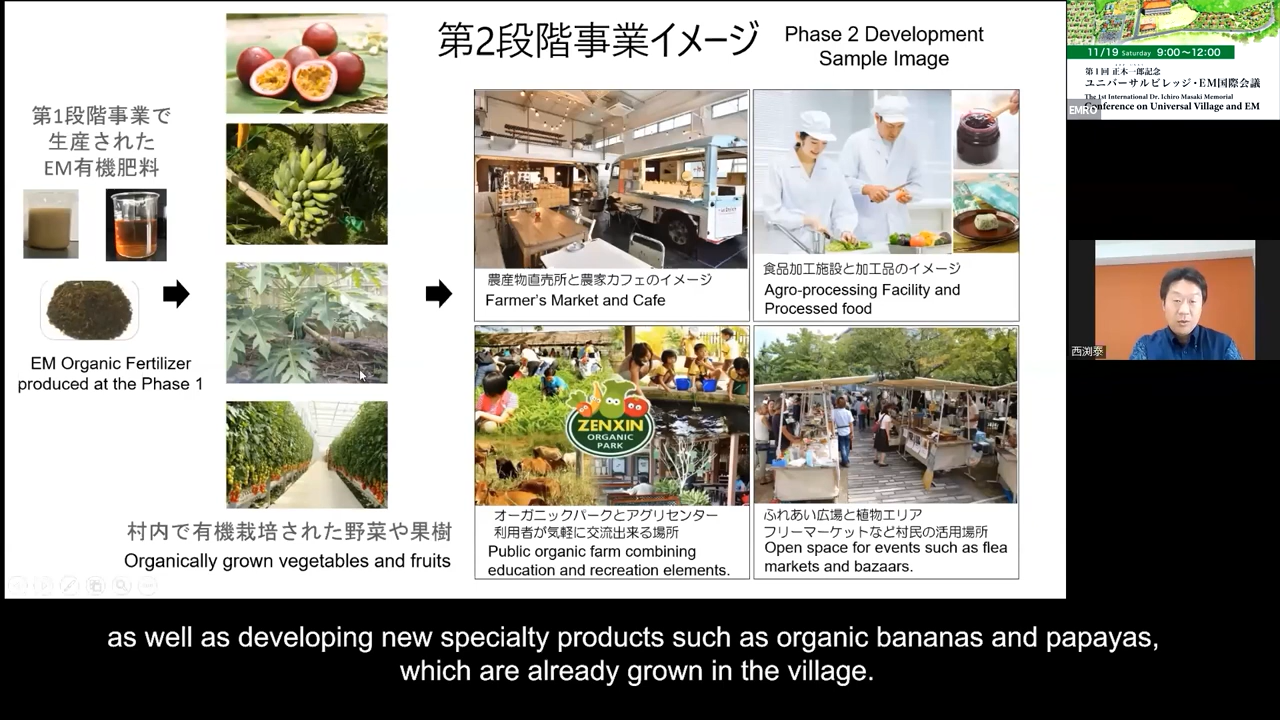 第2段階事業イメージ
Phase 2 Development
Sample Image
第1段階事業で
生産された
EM有機肥料
EM Organic Fertilizer
produced at the Phase 1
村内で有機栽培された野菜や果樹
Organically grown vegetables and fruits
農産物直売所と農家カフェのイメージ
Farmer's Market and Cafe
食品加工施設と加工品のイメージ
Agro-processing Facility and
Processed food
ZENXIN
ORGANIC
PARK
オーガニックパークとアグリセンター
利用者が気軽に交流出来る場所
Public organic farm combining
education and recreation elements.
ふれあい広場と植物エリア
フリーマーケットなど村民の活用場所
Open space for events such as flea
markets and bazaars.
11/19 Saturday 9:00～12:00
第1回 正木一郎記念
ユニバーサルビレッジ・EM国際会議
The 1st International Dr. Ichiro Masaki Memorial
Conference on Universal Village and EM
EMRO
西渕泰
as well as developing new specialty products such as organic bananas and papayas,
which are already grown in the village.